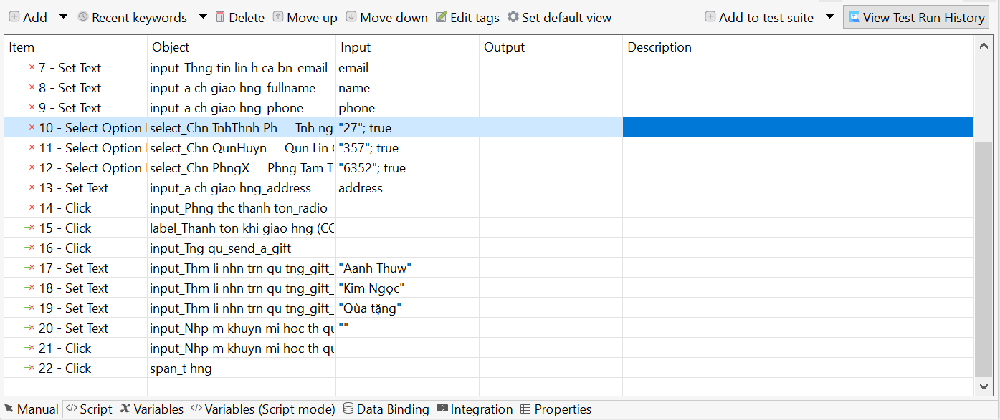 Add Recent keywords Delete Move up Move down Edit tags Set default view Add to test suite View Test Run History
Item Object Input Output Description
7 - Set Text input_Thng tin lin h ca bn_email email
8 - Set Text input_a ch giao hng_fullname name
9 - Set Text input_a ch giao hng_phone phone
10 - Select Option select_Chn TnhThnh Ph Tnh ng "27"; true
11 - Select Option select_Chn QunHuyn Qun Lin "357"; true
12 - Select Option select_Chn PhngX Phng Tam T "6352"; true
13 - Set Text input_a ch giao hng_address address
14 - Click input_Phng thc thanh ton_radio
15 - Click label_Thanh ton khi giao hng (CO
16 - Click input_Tng qu_send_a_gift
17 - Set Text input_Thm li nhn trn qu tng_gift_ "Aanh Thuw"
18 - Set Text input_Thm li nhn trn qu tng_gift_ "Kim Ngọc"
19 - Set Text input_Thm li nhn trn qu tng_gift_ "Qùa tặng"
20 - Set Text input_Nhp m khuyn mi hoc th qu ""
21 - Click input_Nhp m khuyn mi hoc th qu
22 - Click span_t hng
Manual </> Script Variables </> Variables (Script mode) Data Binding Integration Properties